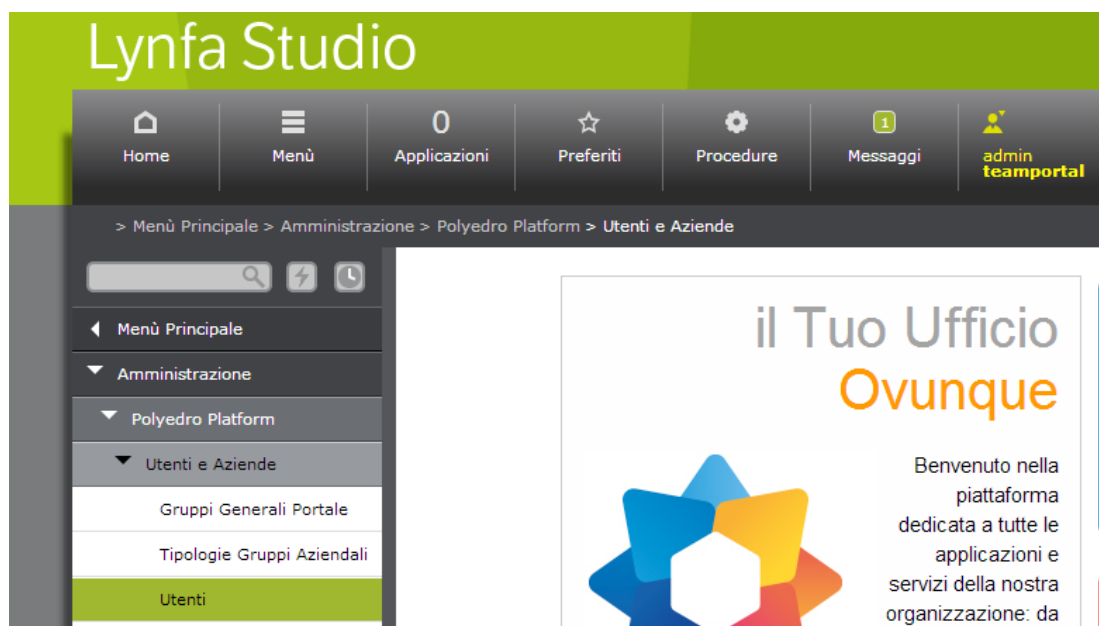 Lynfa Studio
Home
Menù
0
Applicazioni
Preferiti
Procedure
1
Messaggi
admin
teamportal
> Menù Principale > Amministrazione > Polyedro Platform > Utenti e Aziende
Menù Principale
Amministrazione
Polyedro Platform
Utenti e Aziende
Gruppi Generali Portale
Tipologie Gruppi Aziendali
Utenti
il Tuo Ufficio
Ovunque
Benvenuto nella
piattaforma
dedicata a tutte le
applicazioni e
servizi della nostra
organizzazione: da